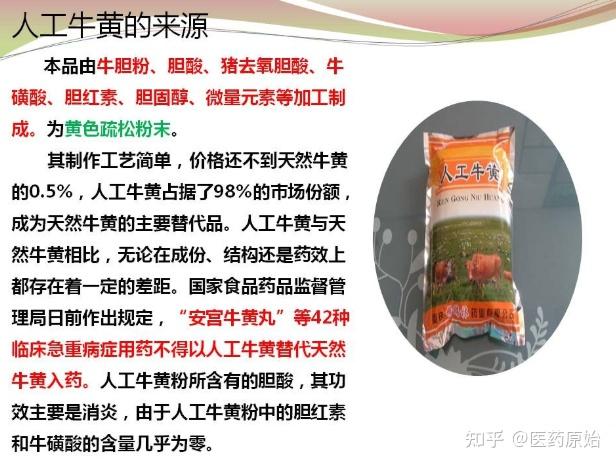 人工牛黄的来源
本品由牛胆粉、胆酸、猪去氧胆酸、牛
磺酸、胆红素、胆固醇、微量元素等加工制
成。为黄色疏松粉末。
其制作工艺简单，价格还不到天然牛黄
的0.5%，人工牛黄占据了98%的市场份额，
成为天然牛黄的主要替代品。人工牛黄与天
然牛黄相比，无论在成份、结构还是药效上
都存在着一定的差距。国家食品药品监督管
理局日前作出规定，“安宫牛黄丸”等42种
临床急重病症用药不得以人工牛黄替代天然
牛黄入药。人工牛黄粉所含有的胆酸，其功
效主要是消炎，由于人工牛黄粉中的胆红素
和牛磺酸的含量几乎为零。
人工牛黄
REN GONG NIU HUANG
知乎 @医药原始